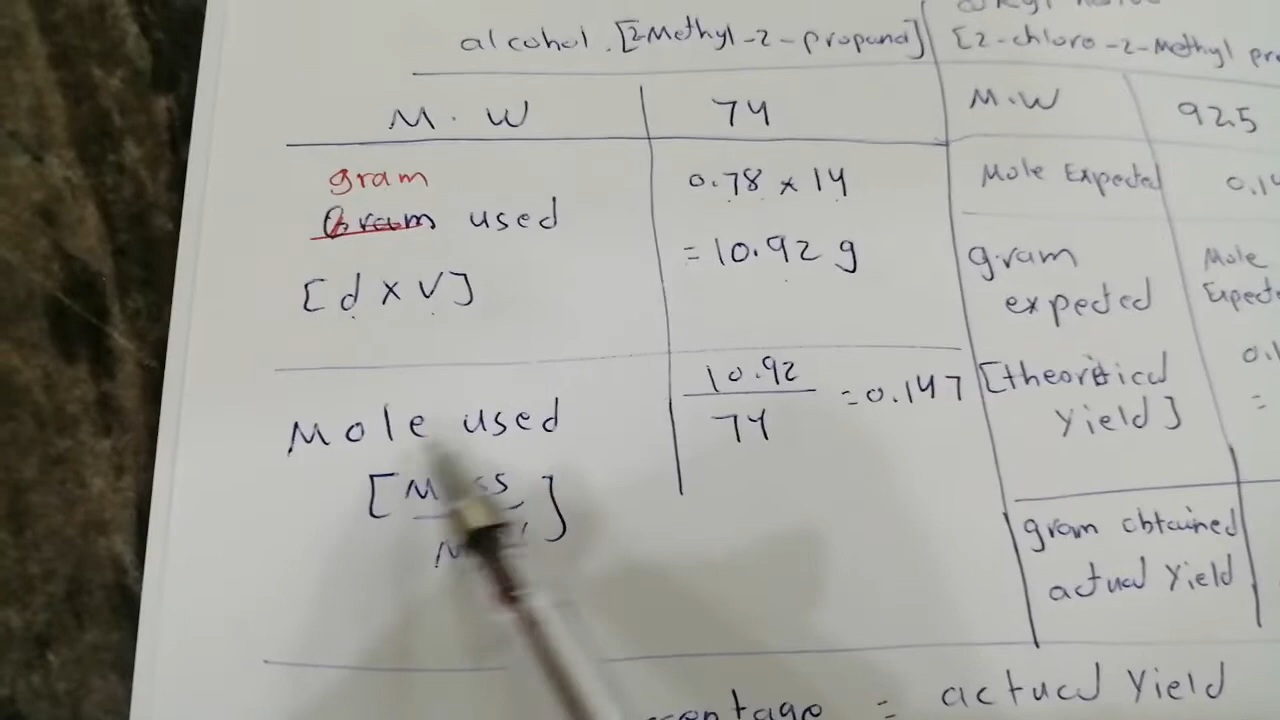 alcohol.[2-Methyl-2-propanol]
M.W
74
gram
Gram used
[d x V]
0.78 x 14
= 10.92 g
Mole used
10.92
74
=0.147
[2-chloro-2-Methyl
M.W
92.5
Mole Expected
gram
expected
[theoritical
Yield]
Mole
gram obtained
actual Yield
= actual Yield